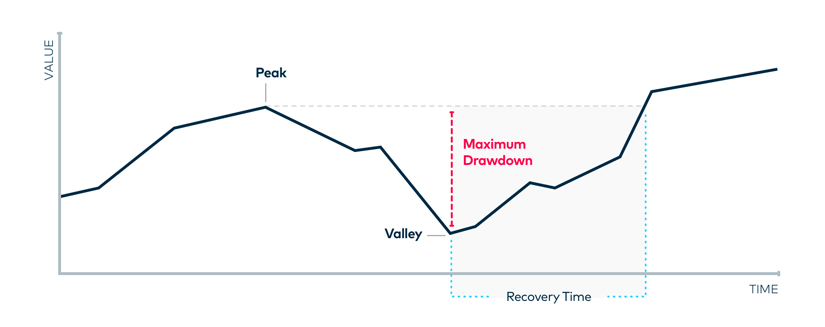 VALUE
Peak
Maximum
Drawdown
Valley
TIME
Recovery Time